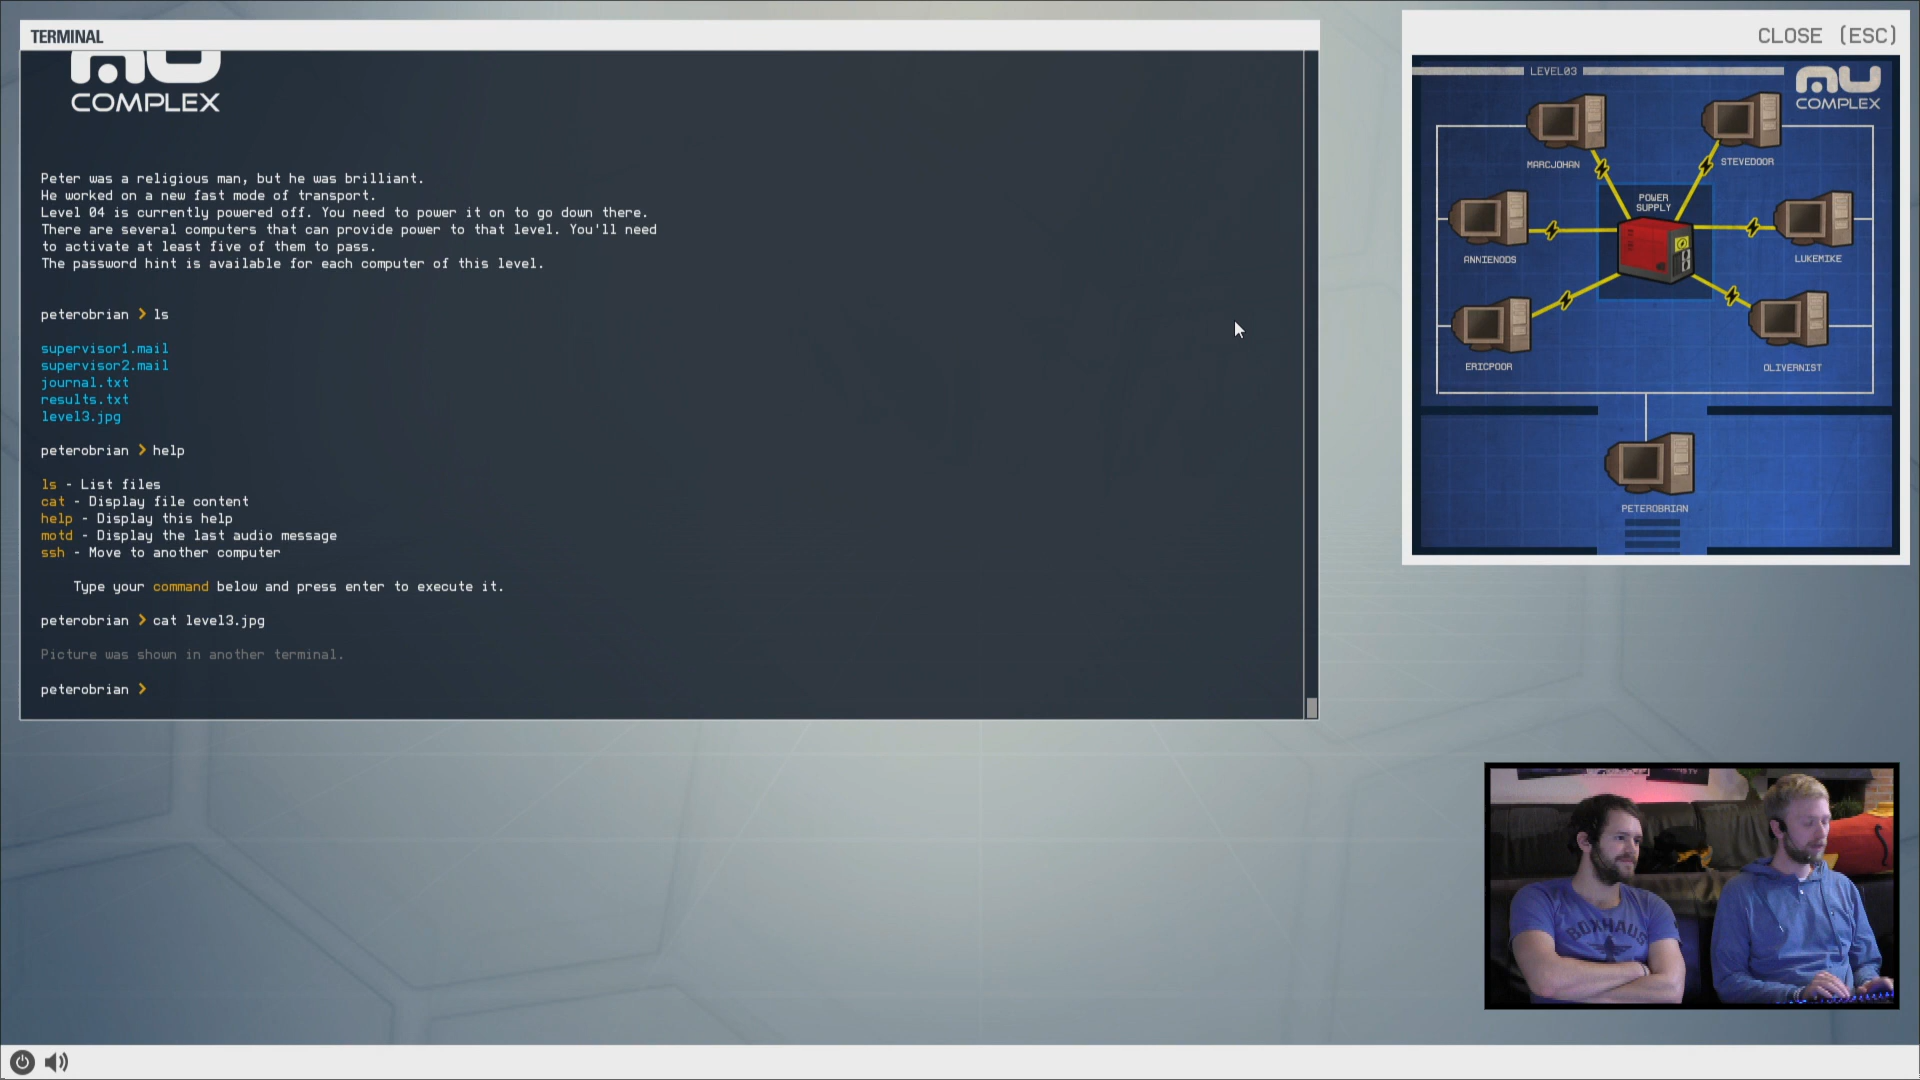 TERMINAL
COMPLEX
Peter was a religious man, but he was brilliant.
He worked on a new fast mode of transport.
Level 04 is currently powered off. You need to power it on to go down there.
There are several computers that can provide power to that level. You'll need
to activate at least five of them to pass.
The password hint is available for each computer of this level.
peterobrian > ls
supervisor1.mail
supervisor2.mail
journal.txt
results.txt
level3.jpg
peterobrian > help
ls - List files
cat - Display file content
help - Display this help
motd - Display the last audio message
ssh - Move to another computer
Type your command below and press enter to execute it.
peterobrian > cat level3.jpg
Picture was shown in another terminal.
peterobrian >
CLOSE (ESC)
LEVEL03
MU
COMPLEX
MARCJOHAN
STEVEDOOR
POWER
SUPPLY
ANNIENODS
LUKEMIKE
ERICPOOR
OLIVERNIST
PETEROBRIAN
BOXHAUS